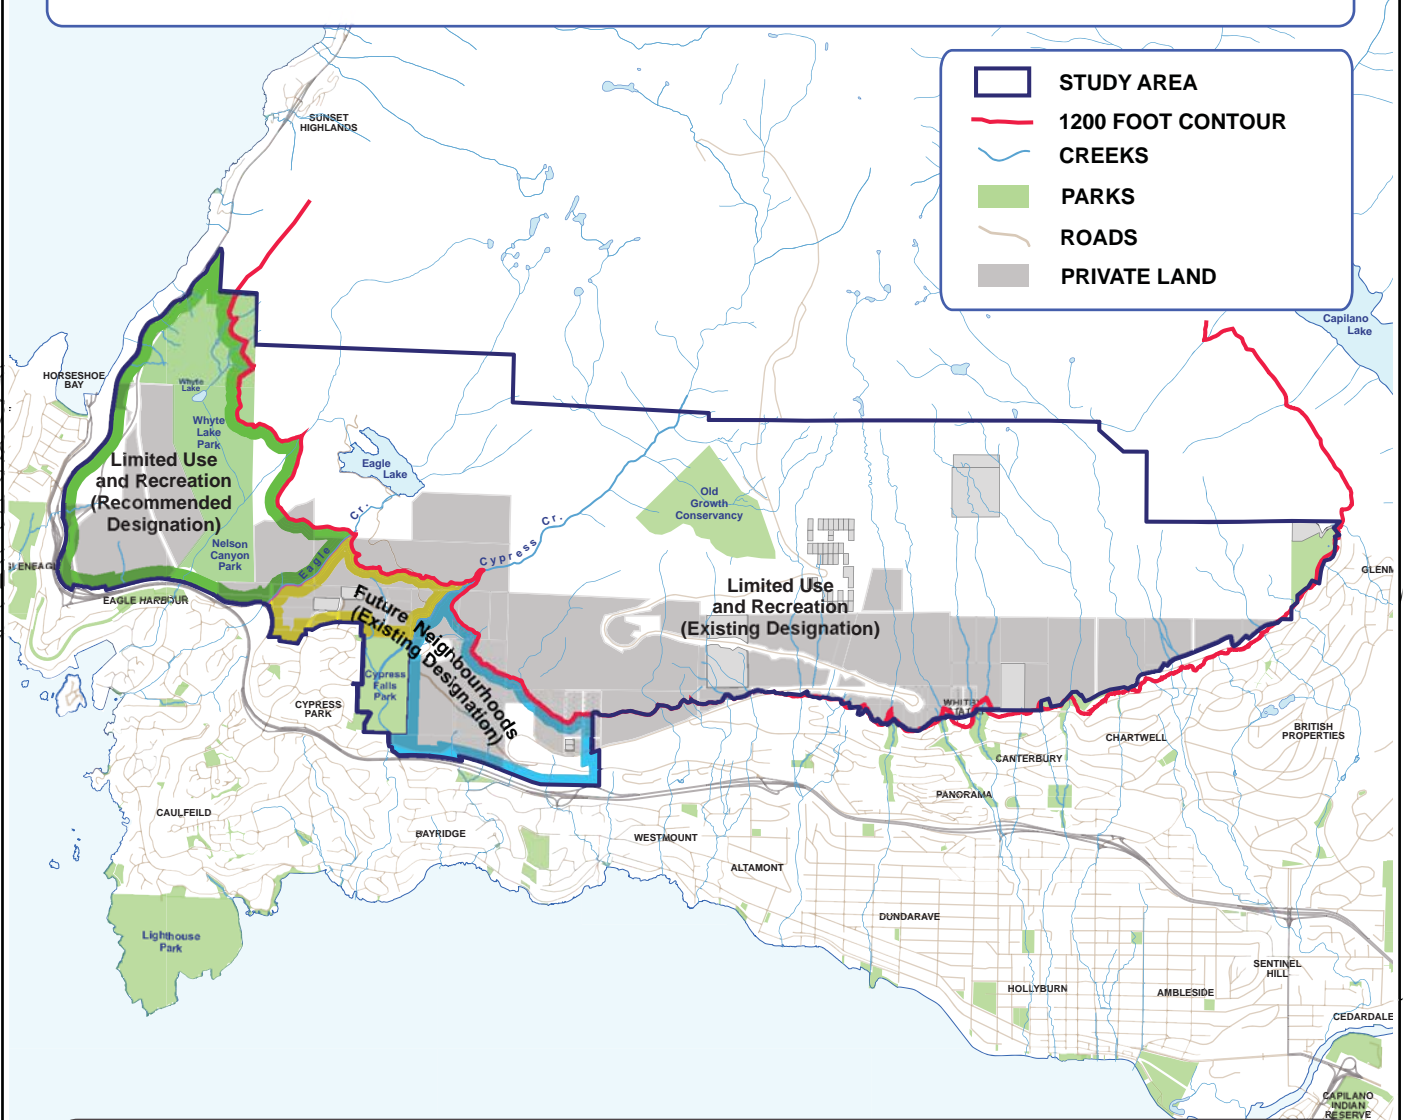 STUDY AREA
1200 FOOT CONTOUR
CREEKS
PARKS
ROADS
PRIVATE LAND
SUNSET
HIGHLANDS
Capilano
Lake
HORSESHOE
BAY
Whyte
Lake
Whyte
Lake
Park
Limited Use
and Recreation
(Recommended
Designation)
Eagle
Lake
Old
Growth
Conservancy
Eagle Cr.
Cypress Cr.
Nelson
Canyon
Park
EAGLE HARBOUR
Limited Use
and Recreation
(Existing Designation)
Future Neighbourhoods
(Existing Designation)
Cypress
Falls
Park
CYPRESS
PARK
CANTERBURY
CHARTWELL
BRITISH
PROPERTIES
PANORAMA
CAULFEILD
BAYRIDGE
WESTMOUNT
ALTAMONT
DUNDARAVE
Lighthouse
Park
SENTINEL
HILL
HOLLYBURN
AMBLESIDE
CEDARDALE
CAPILANO
INDIAN
RESERVE